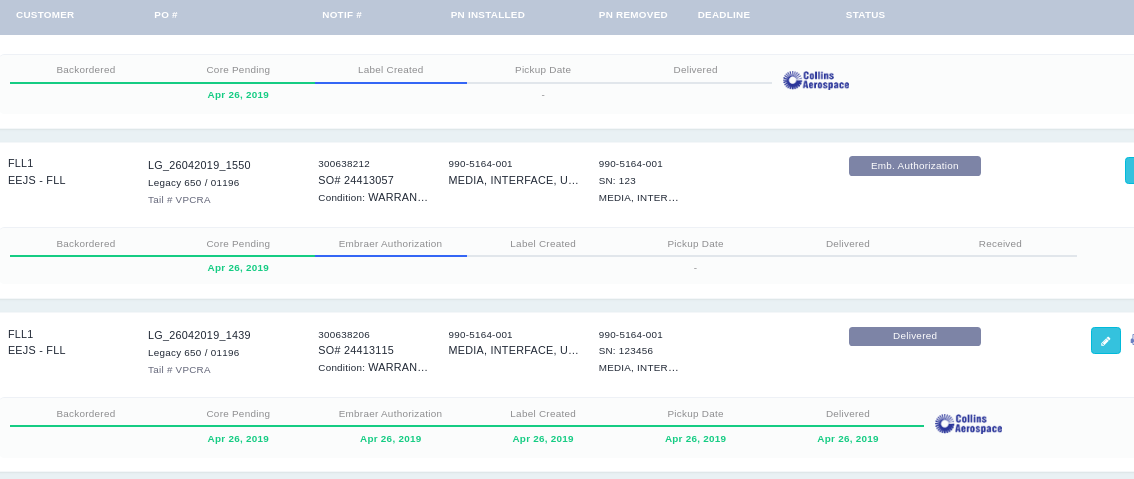 CUSTOMER PO # NOTIF # PN INSTALLED PN REMOVED DEADLINE STATUS
Backordered Core Pending Label Created Pickup Date Delivered
Collins
Aerospace
Apr 26, 2019 -
FLL1 LG_26042019_1550 300638212 990-5164-001 990-5164-001 Emb. Authorization
EEJS - FLL Legacy 650 / 01196 SO# 24413057 MEDIA, INTERFACE, U... SN: 123
Tail # VPCRA Condition: WARRAN... MEDIA, INTER...
Backordered Core Pending Embraer Authorization Label Created Pickup Date Delivered Received
Apr 26, 2019 -
FLL1 LG_26042019_1439 300638206 990-5164-001 990-5164-001 Delivered
EEJS - FLL Legacy 650 / 01196 SO# 24413115 MEDIA, INTERFACE, U... SN: 123456
Tail # VPCRA Condition: WARRAN... MEDIA, INTER...
Backordered Core Pending Embraer Authorization Label Created Pickup Date Delivered
Collins
Aerospace
Apr 26, 2019 Apr 26, 2019 Apr 26, 2019 Apr 26, 2019 Apr 26, 2019